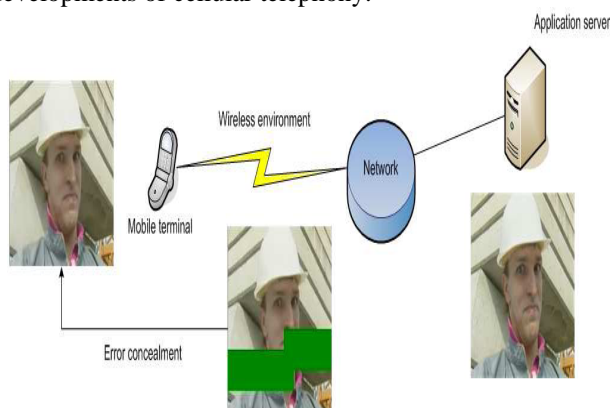 developments of cellular telephony.
Application server
Wireless environment
Network
Mobile terminal
Error concealment